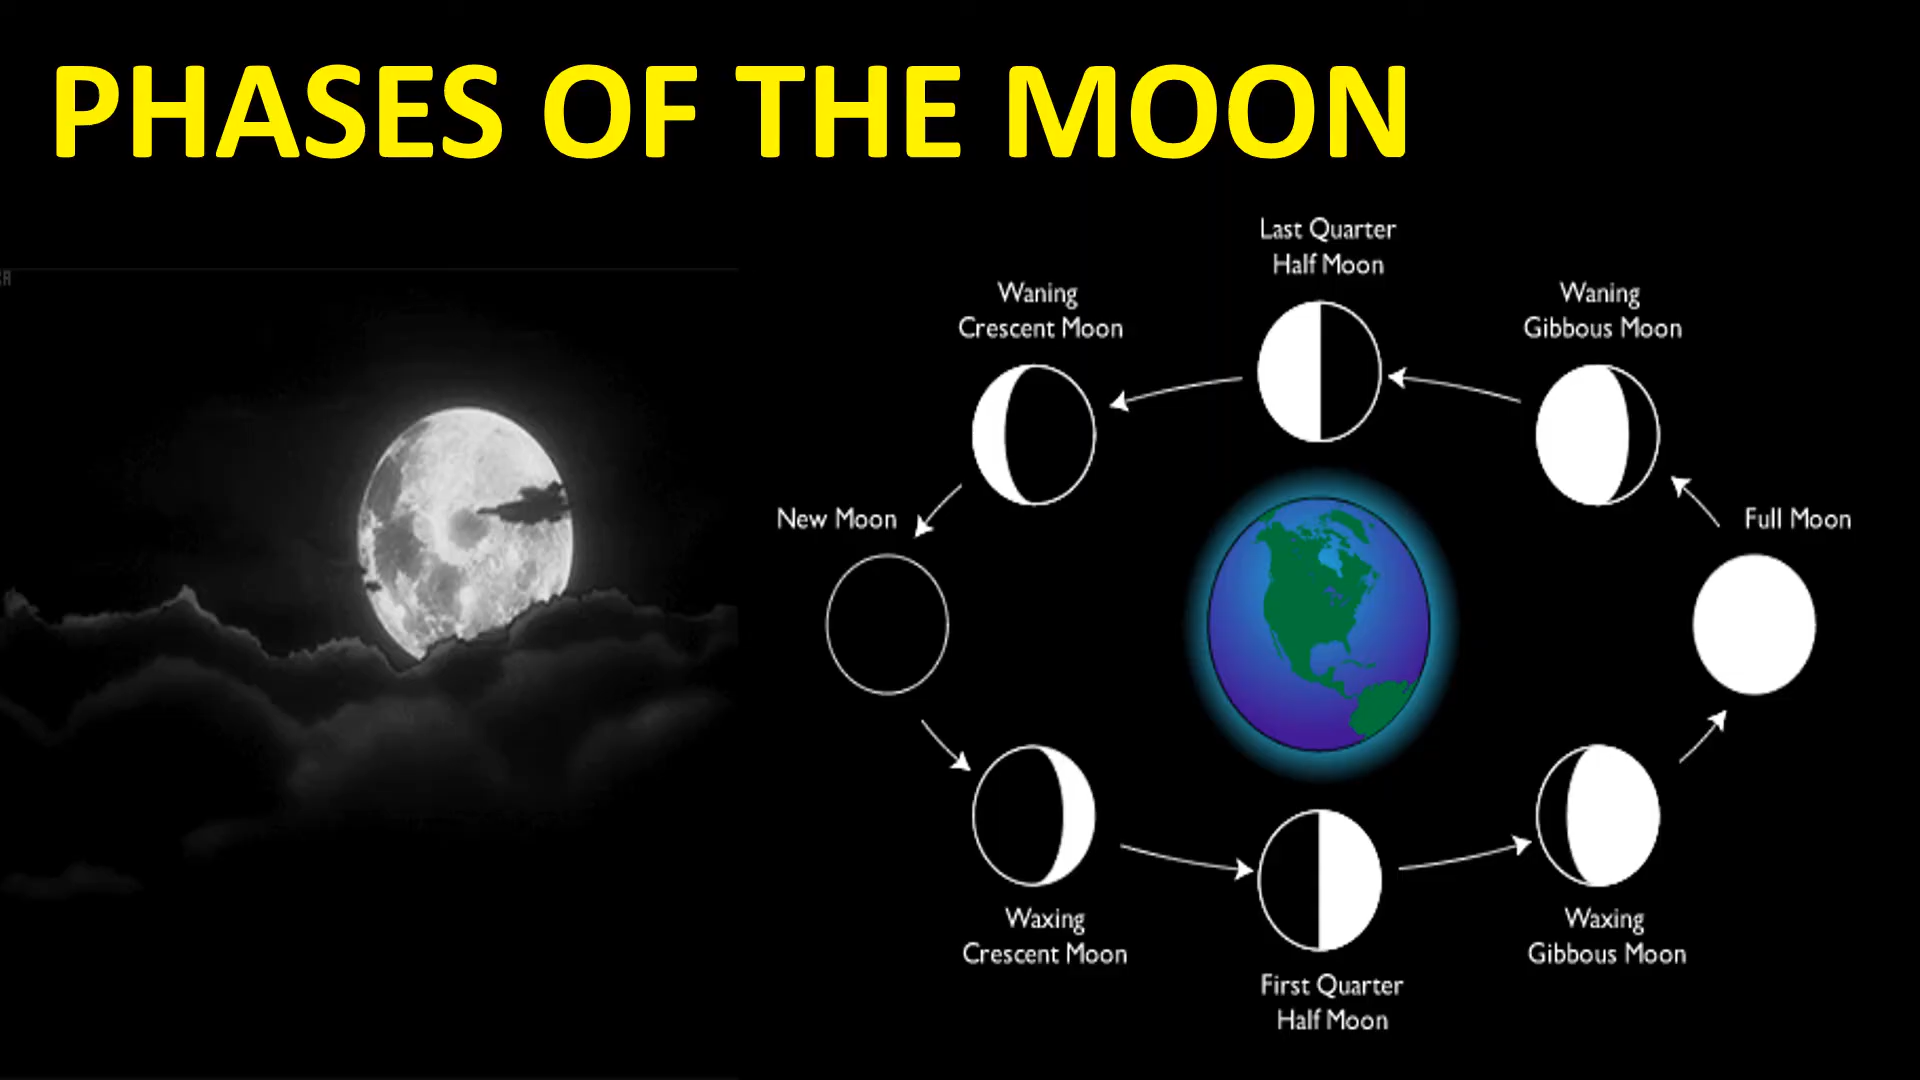 PHASES OF THE MOON
Last Quarter
Half Moon
Waning
Crescent Moon
Waning
Gibbous Moon
New Moon
Full Moon
Waxing
Crescent Moon
Waxing
Gibbous Moon
First Quarter
Half Moon